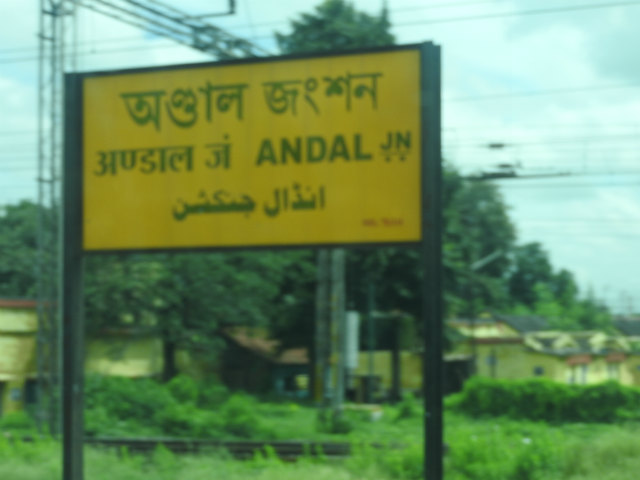 অণ্ডাল জংশন
अण्डाल जं ANDAL JN
انڈال جنکشن